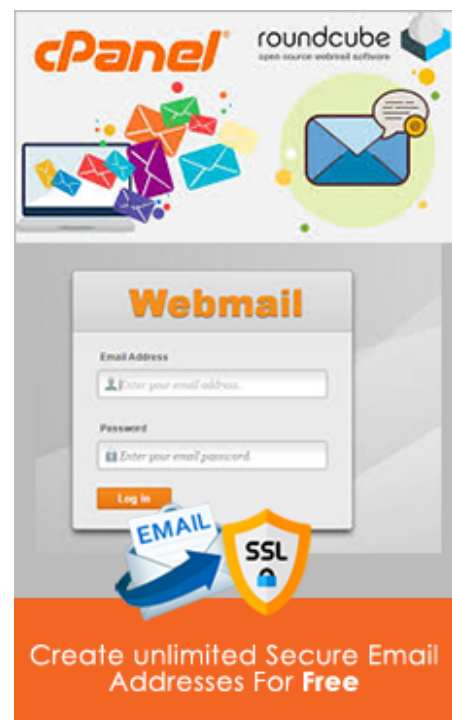 cPanel®
roundcube
open source webmail software
Webmail
Email Address
Enter your email address.
Password
Enter your email password.
Log in
EMAIL
SSL
Create unlimited Secure Email
Addresses For Free